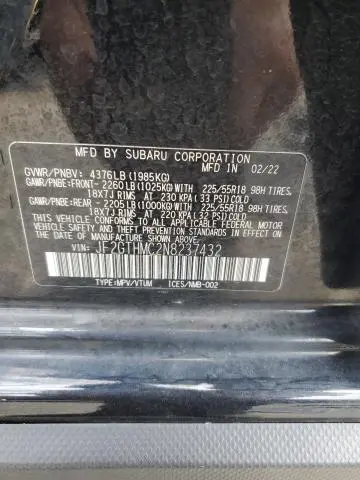 MFD BY SUBARU CORPORATION
GVWR/PNBV: 4376LB (1985KG) MFD IN 02/22
GAWR/PNBE:FRONT- 2260LB(1025KG)WITH 225/55R18 98H TIRES,
18X7J RIMS AT 230 KPA ( 33 PSI) COLD
GAWR/PNBE:REAR - 2205LB(1000KG)WITH 225/55R18 98H TIRES,
18X7J RIMS AT 220 KPA ( 32 PSI) COLD
THIS VEHICLE CONFORMS TO ALL APPLICABLE FEDERAL MOTOR
VEHICLE SAFETY, BUMPER, AND THEFT PREVENTION STANDARDS IN
EFFECT ON THE DATE OF MANUFACTURE SHOWN ABOVE.
VIN: JF2GTHMC2N8237432
TYPE:MPV/VTUM ICES/NMB-002